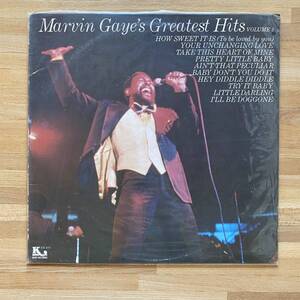 Marvin Gaye's Greatest Hits VOLUME 2
HOW SWEET IT IS (To be loved by you)
YOUR UNCHANGING LOVE
TAKE THIS HEART OF MINE
PRETTY LITTLE BABY
AIN'T THAT PECULIAR
BABY DON'T YOU DO IT
HEY DIDDLE DIDDLE
TRY IT BABY
LITTLE DARLING
I'LL BE DOGGONE